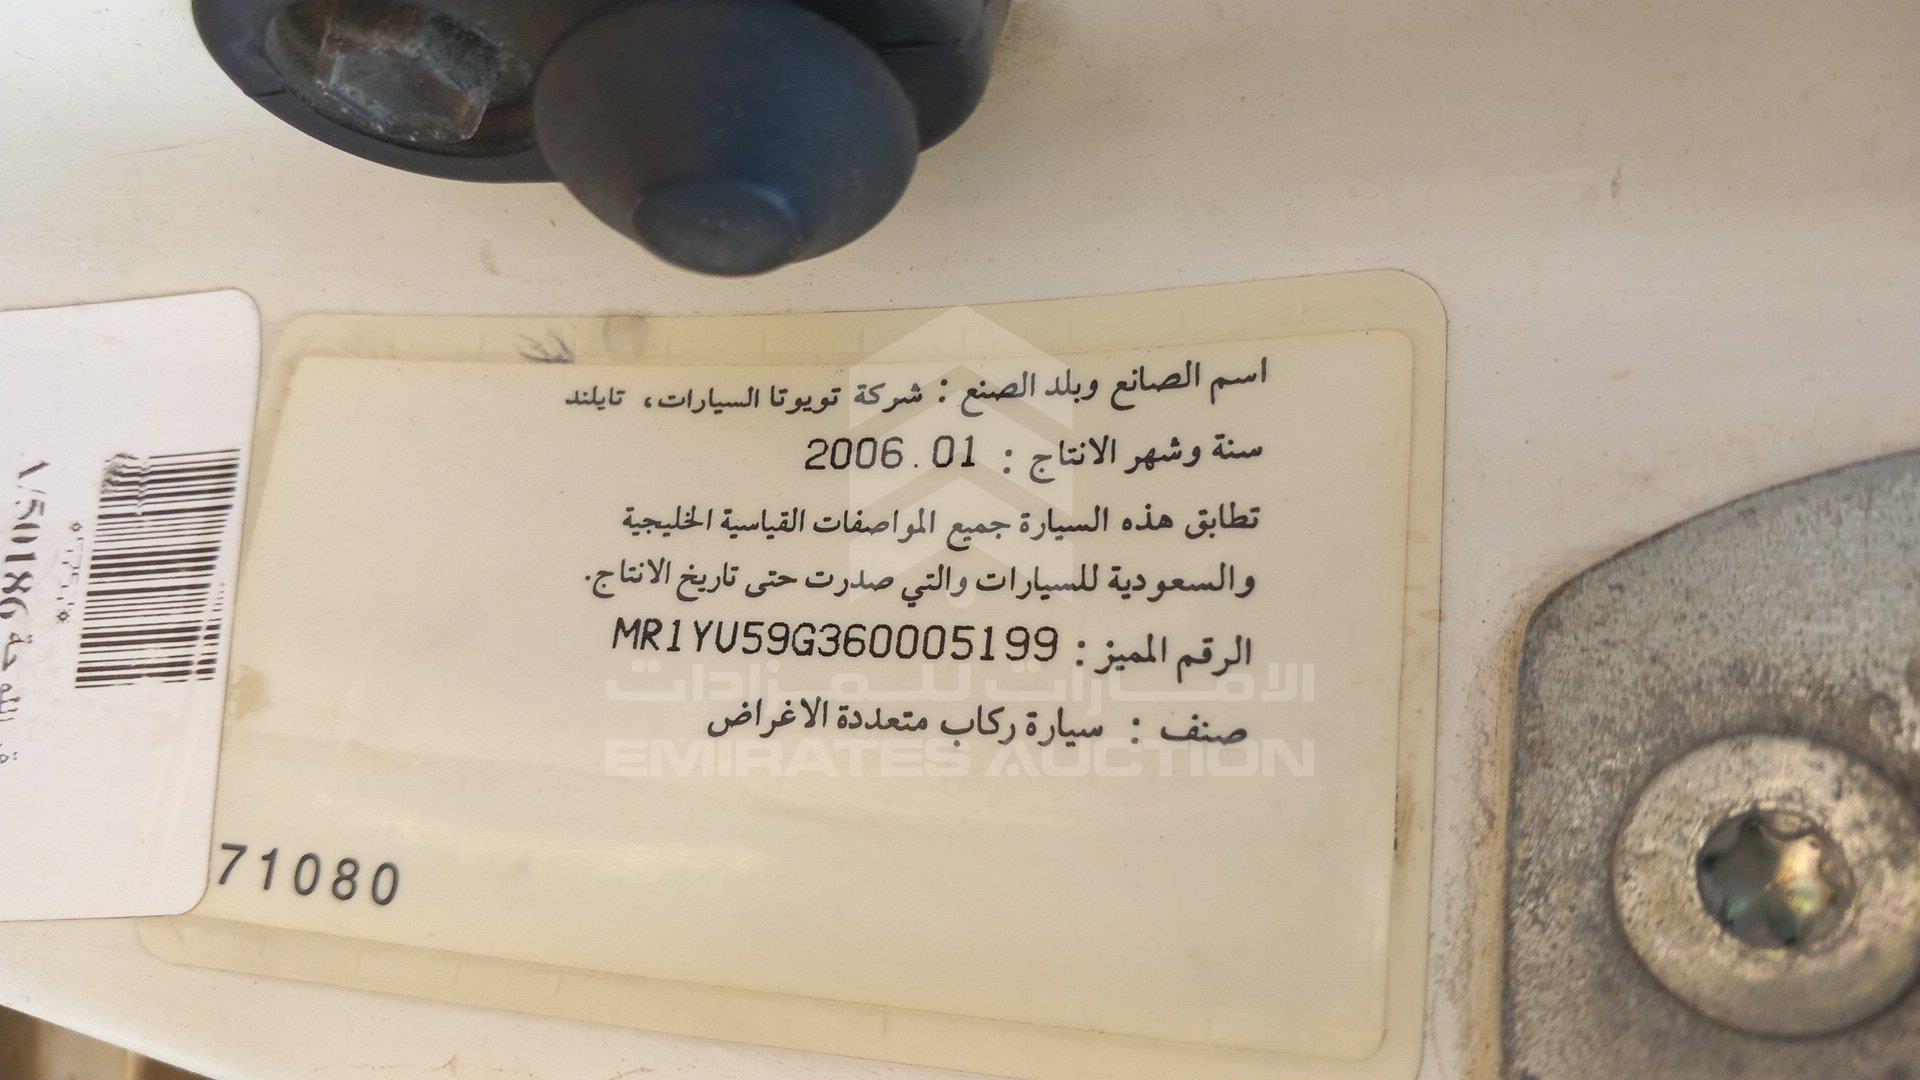 اسم الصانع وبلد الصنع : شركة تويوتا السيارات، تايلند
سنة وشهر الانتاج : 2006.01
تطابق هذه السيارة جميع المواصفات القياسية الخليجية
والسعودية للسيارات والتي صدرت حتى تاريخ الانتاج.
الرقم المميز : MR1YU59G360005199
صنف : سيارة ركاب متعددة الاغراض
71080
الامارات للمزادات
EMIRATES AUCTION